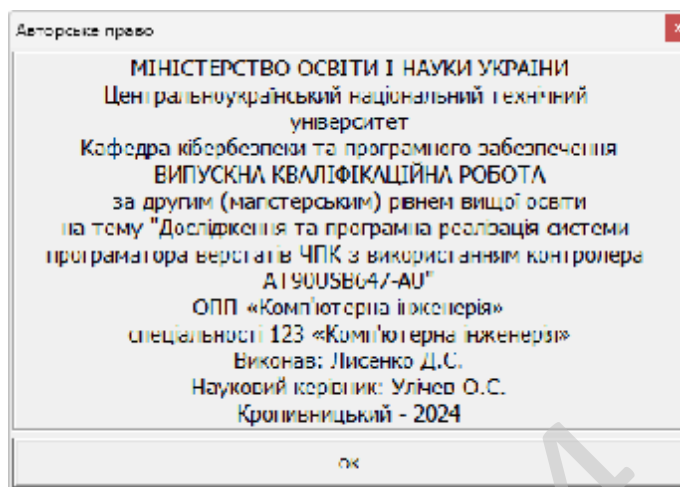 Авторське право
МІНІСТЕРСТВО ОСВІТИ І НАУКИ УКРАЇНИ
Центральноукраїнський національний технічний
університет
Кафедра кібербезпеки та програмного забезпечення
ВИПУСКНА КВАЛІФІКАЦІЙНА РОБОТА
за другим (магістерським) рівнем вищої освіти
на тему "Дослідження та програмна реалізація системи
програматора верстатів ЧПК з використанням контролера
AT90USB647-AU"
ОПП «Комп'ютерна інженерія»
спеціальності 123 «Комп'ютерна інженерія»
Виконав: Лисенко Д.С.
Науковий керівник: Улічев О.С.
Кропивницький - 2024
ОК